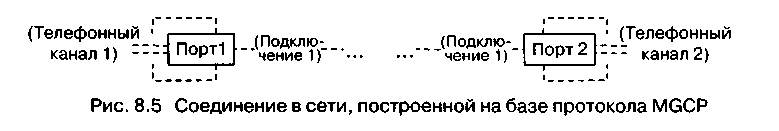 (Телефонный
канал 1)
Порт1
(Подклю-
чение 1)
...
...
(Подклю-
чение 1)
Порт 2
(Телефонный
канал 2)
Рис. 8.5 Соединение в сети, построенной на базе протокола MGCP